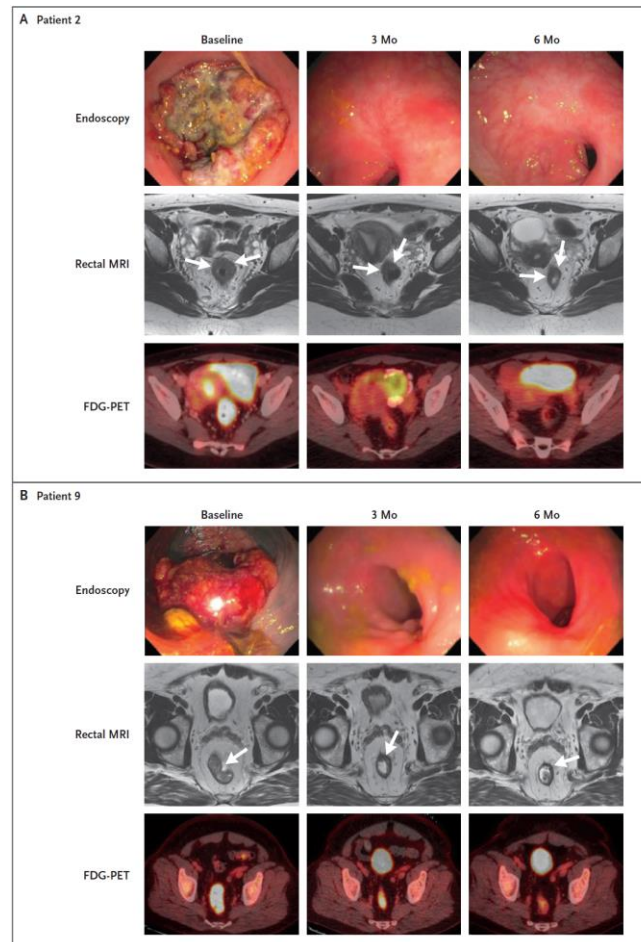 A Patient 2
Baseline 3 Mo 6 Mo
Endoscopy
Rectal MRI
FDG-PET
B Patient 9
Baseline 3 Mo 6 Mo
Endoscopy
Rectal MRI
FDG-PET